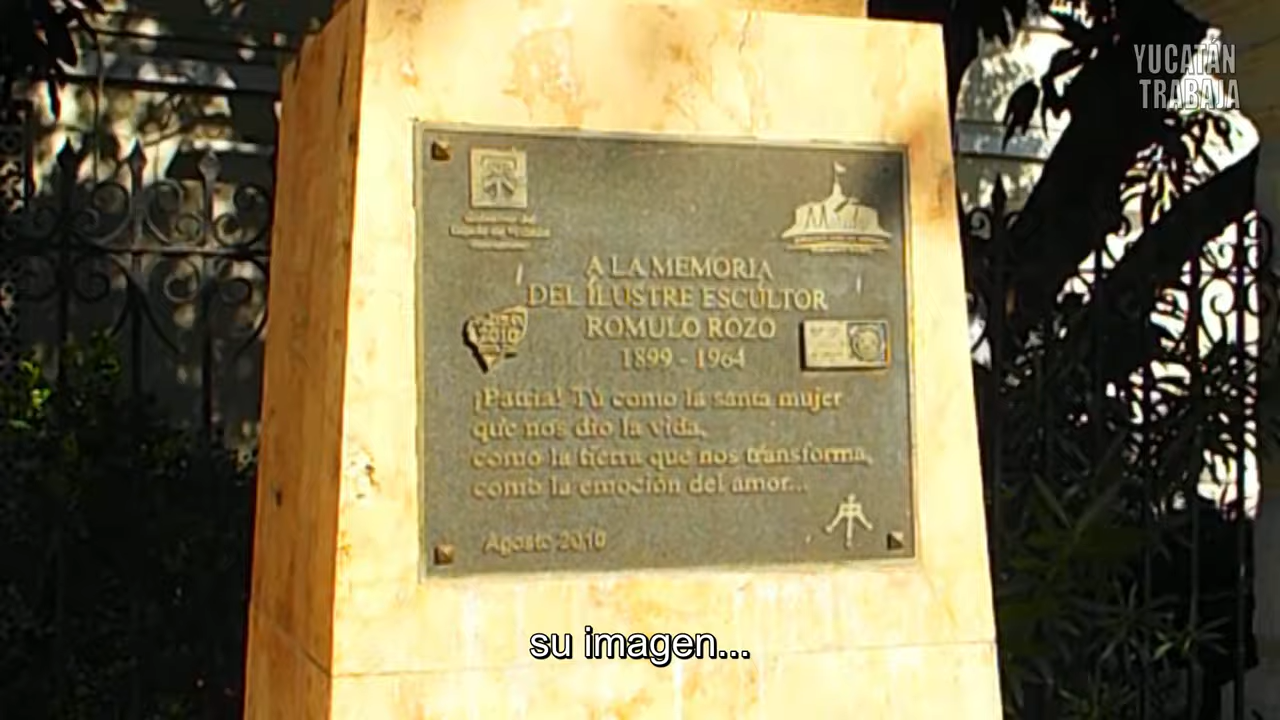 YUCATÁN
TRABAJA
A LA MEMORIA
DEL ILUSTRE ESCULTOR
ROMULO ROZO
1899 - 1964
2010
¡Patria! Tú como la santa mujer
que nos dio la vida,
como la tierra que nos transforma,
como la emoción del amor...
Agosto 2010
su imagen...